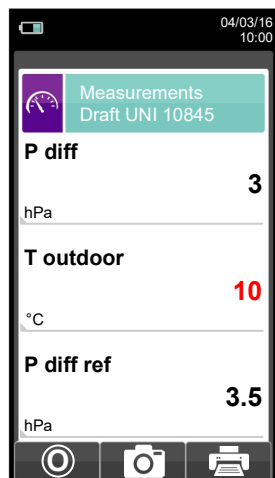 04/03/16
10:00
Measurements
Draft UNI 10845
P diff
3
hPa
T outdoor
10
°C
P diff ref
3.5
hPa